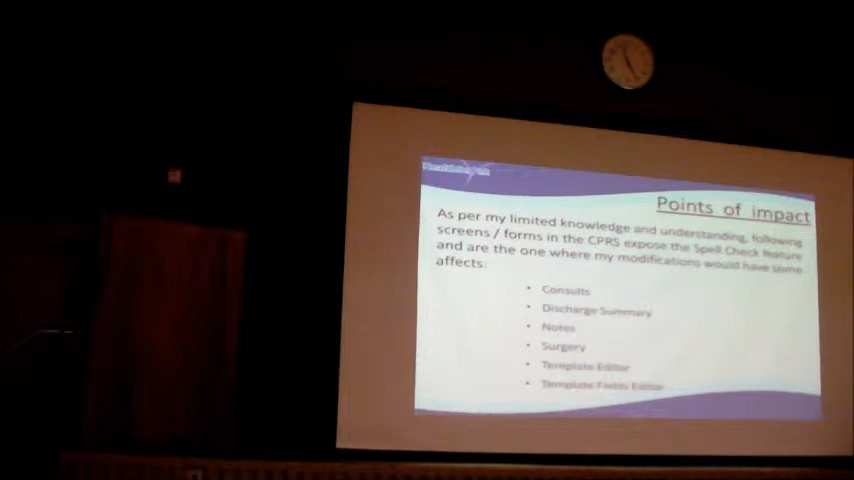 Points of impact
As per my limited knowledge and understanding, following
screens / forms in the CPRS expose the Spell Check feature
and are the one where my modifications would have some
affects.
• Consults
• Discharge Summary
• Notes
• Surgery
• Template Editor
• Template Fields Editor